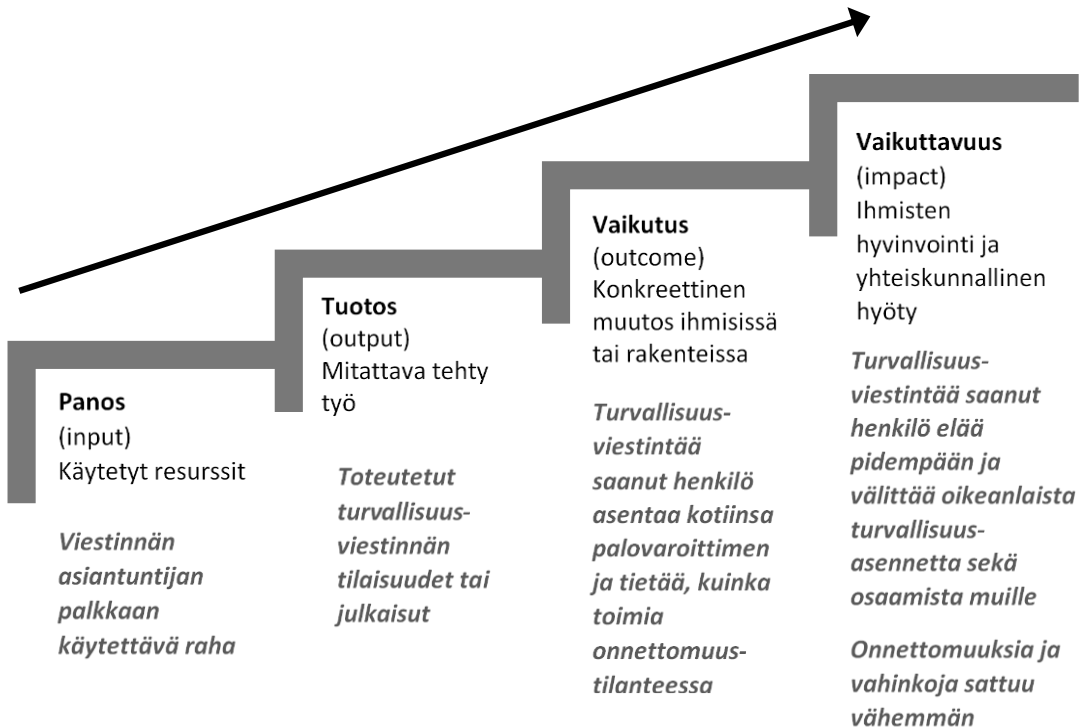 Panos
(input)
Käytetyt resurssit
Viestinnän
asiantuntijan
palkkaan
käytettävä raha
Tuotos
(output)
Mitattava tehty
työ
Toteutetut
turvallisuus-
viestinnän
tilaisuudet tai
julkaisut
Vaikutus
(outcome)
Konkreettinen
muutos ihmisissä
tai rakenteissa
Turvallisuus-
viestintää
saanut henkilö
asentaa kotiinsa
palovaroittimen
ja tietää, kuinka
toimia
onnettomuus-
tilanteessa
Vaikuttavuus
(impact)
Ihmisten
hyvinvointi ja
yhteiskunnallinen
hyöty
Turvallisuus-
viestintää saanut
henkilö elää
pidempään ja
välittää oikeanlaista
turvallisuus-
asennetta sekä
osaamista muille
Onnettomuuksia ja
vahinkoja sattuu
vähemmän